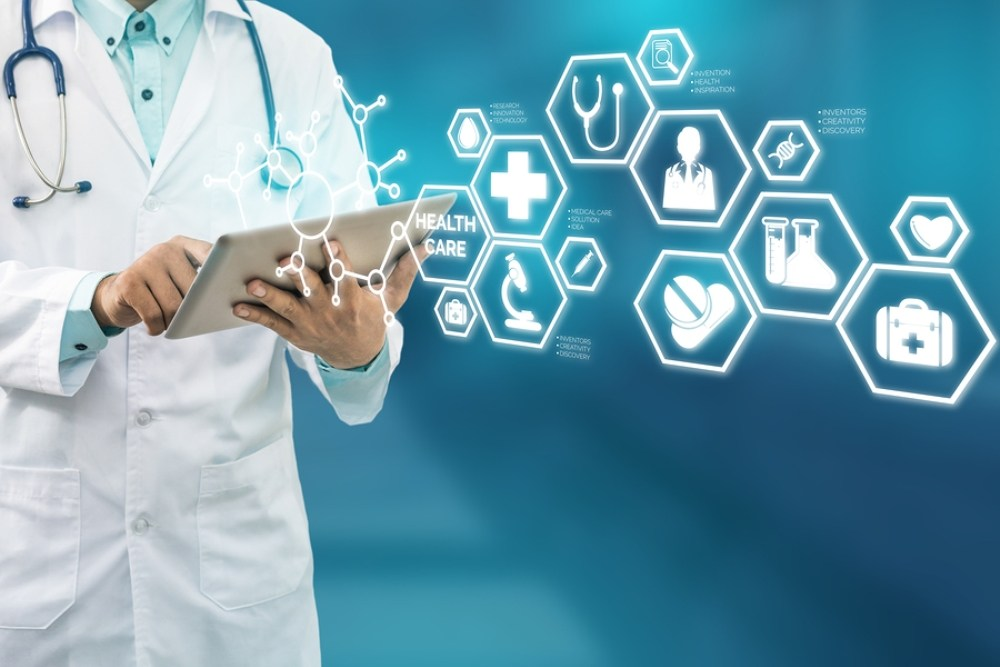 INVENTION
HEALTH
INSPIRATION
RESEARCH
INNOVATION
TECHNOLOGY
INVENTORS
CREATIVITY
DISCOVERY
HEALTH
CARE
MEDICAL CARE
SOLUTION
IDEA
INVENTORS
CREATIVITY
DISCOVERY